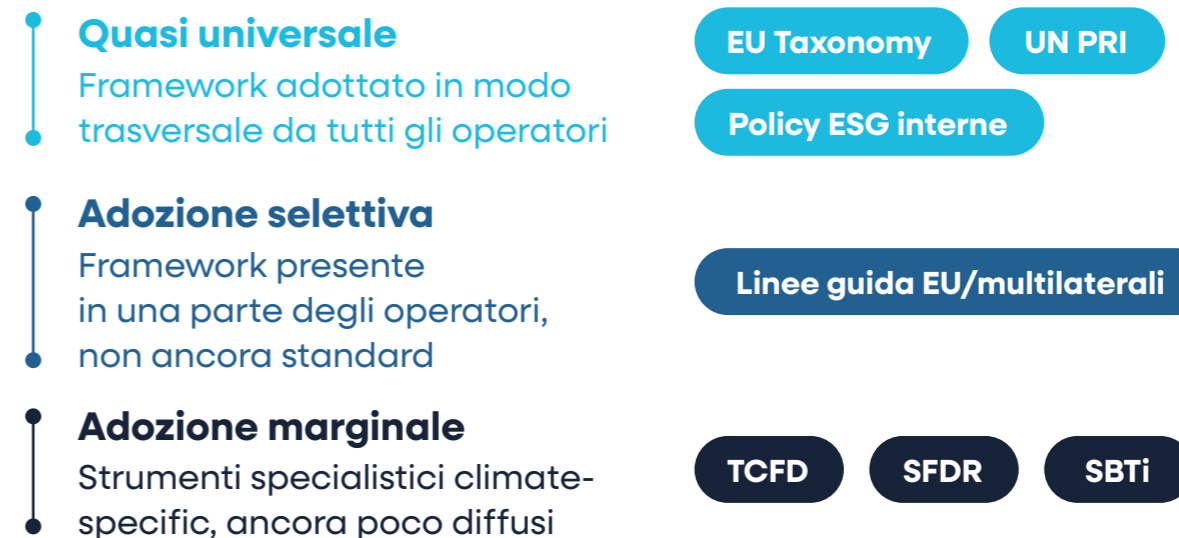 Quasi universale
Framework adottato in modo
trasversale da tutti gli operatori
EU Taxonomy
UN PRI
Policy ESG interne
Adozione selettiva
Framework presente
in una parte degli operatori,
non ancora standard
Linee guida EU/multilaterali
Adozione marginale
Strumenti specialistici climate-
specific, ancora poco diffusi
TCFD
SFDR
SBTi